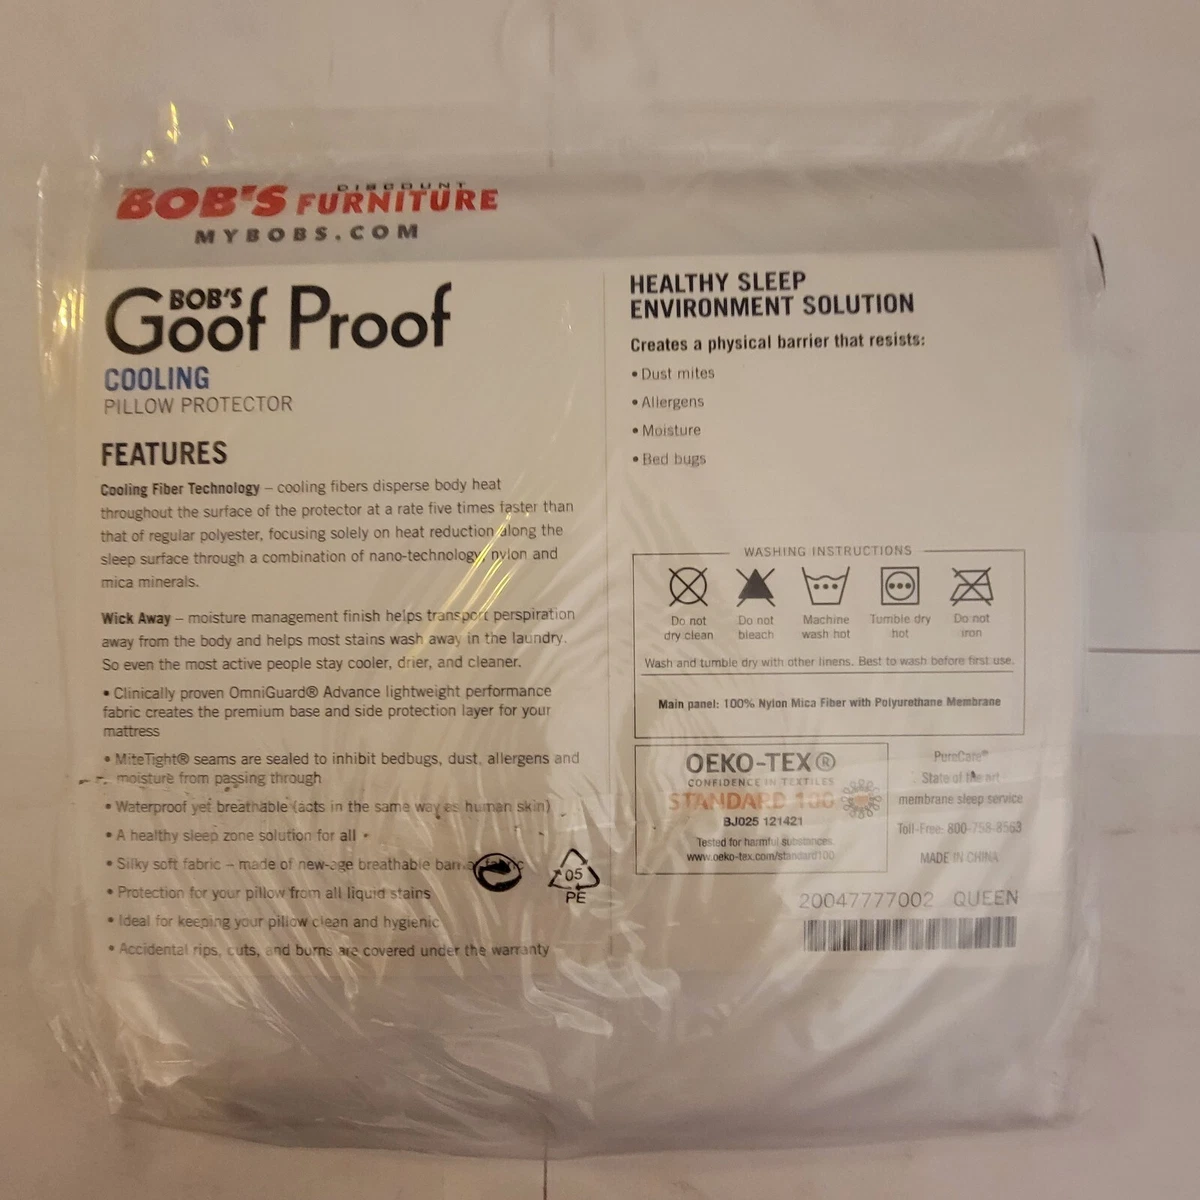 BOB'S DISCOUNT FURNITURE
MYBOBS.COM
BOB'S
Goof Proof
COOLING
PILLOW PROTECTOR
FEATURES
Cooling Fiber Technology – cooling fibers disperse body heat
throughout the surface of the protector at a rate five times faster than
that of regular polyester, focusing solely on heat reduction along the
sleep surface through a combination of nano-technology, nylon and
mica minerals.
Wick Away – moisture management finish helps transport perspiration
away from the body and helps most stains wash away in the laundry.
So even the most active people stay cooler, drier, and cleaner.
• Clinically proven OmniGuard® Advance lightweight performance
fabric creates the premium base and side protection layer for your
mattress
• MiteTight® seams are sealed to inhibit bedbugs, dust, allergens and
moisture from passing through
• Waterproof yet breathable (acts in the same way as human skin)
• A healthy sleep zone solution for all
• Silky soft fabric – made of new-age breathable fabric
• Protection for your pillow from all liquid stains
• Ideal for keeping your pillow clean and hygienic
• Accidental rips, cuts, and burns are covered under the warranty
05
PE
HEALTHY SLEEP
ENVIRONMENT SOLUTION
Creates a physical barrier that resists:
• Dust mites
• Allergens
• Moisture
• Bed bugs
WASHING INSTRUCTIONS
Do not dry clean
Do not bleach
Machine wash hot
Tumble dry hot
Do not iron
Wash and tumble dry with other linens. Best to wash before first use.
Main panel: 100% Nylon Mica Fiber with Polyurethane Membrane
OEKO-TEX®
CONFIDENCE IN TEXTILES
STANDARD 100
BJ025 121421
Tested for harmful substances.
www.oeko-tex.com/standard100
PureCare®
State of the art
membrane sleep service
Toll-Free: 800-758-8563
MADE IN CHINA
20047777002 QUEEN